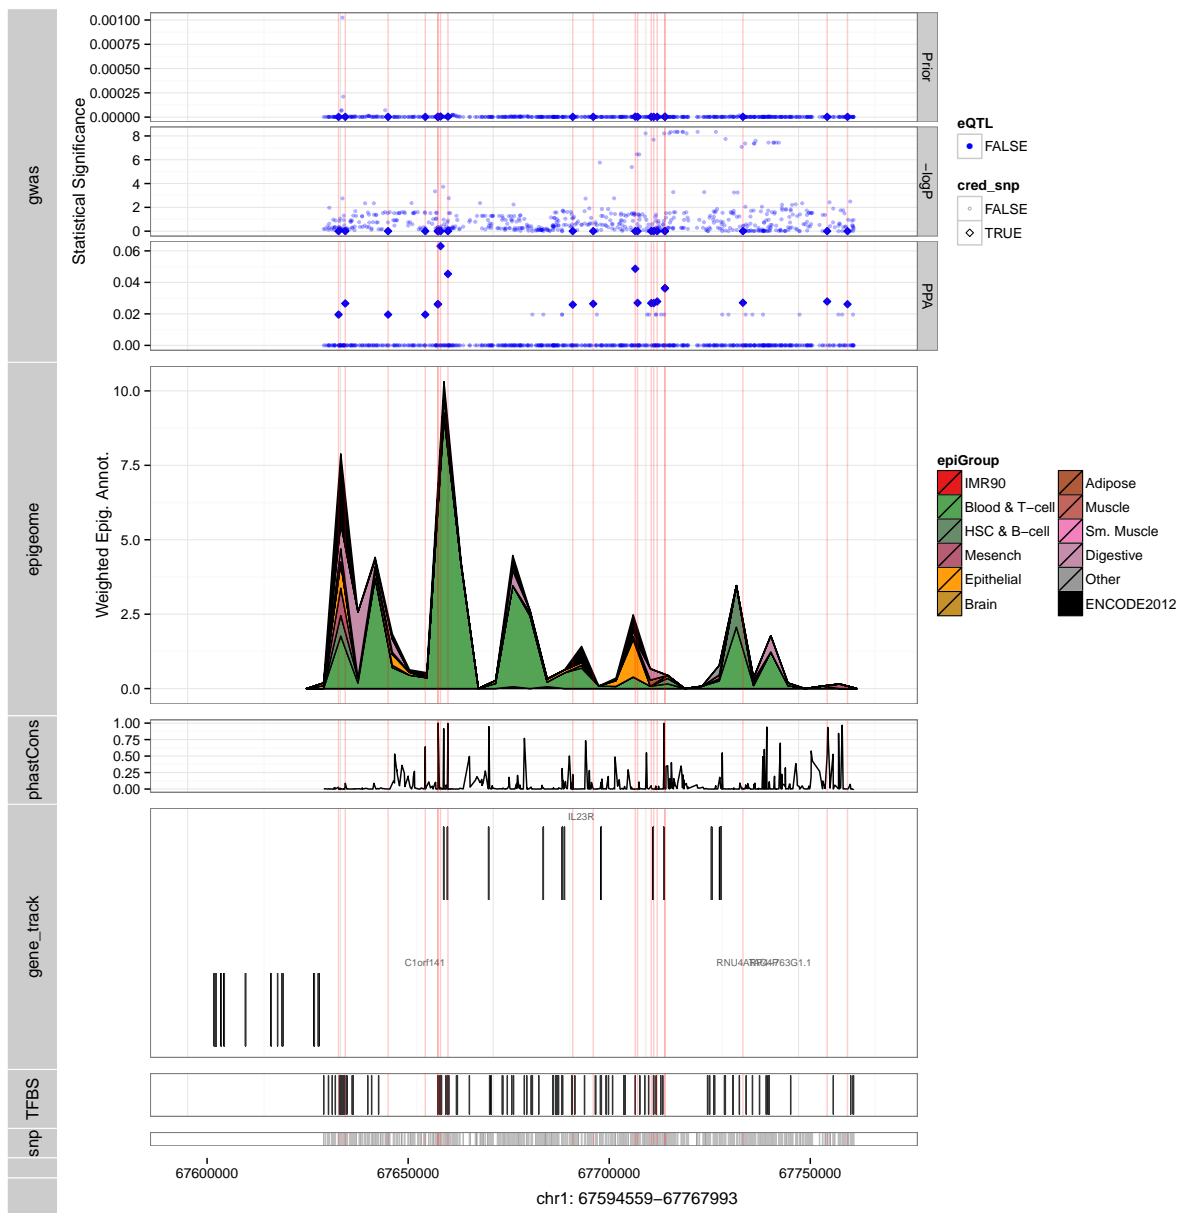 gwas
Statistical Significance
0.00100
0.00075
0.00050
0.00025
0.00000
Prior
8
6
4
2
0
−logP
0.06
0.04
0.02
0.00
PPA
eQTL
FALSE
cred_snp
FALSE
TRUE
epigeome
Weighted Epig. Annot.
10.0
7.5
5.0
2.5
0.0
epiGroup
IMR90
Blood & T−cell
HSC & B−cell
Mesench
Epithelial
Brain
Adipose
Muscle
Sm. Muscle
Digestive
Other
ENCODE2012
phastCons
1.00
0.75
0.50
0.25
0.00
gene_track
IL23R
C1orf141
TFBS
snp
67600000
67650000
67700000
67750000
chr1: 67594559−67767993